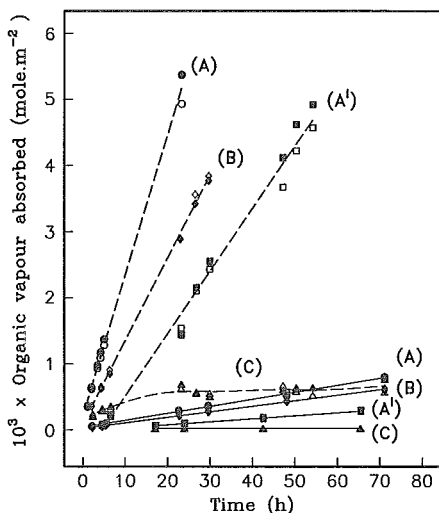 10³ x Organic vapour absorbed (mole.m⁻²)
6
5
4
3
2
1
0
(A)
(A')
(B)
(C)
(A)
(B)
(A')
(C)
0 10 20 30 40 50 60 70 80
Time (h)